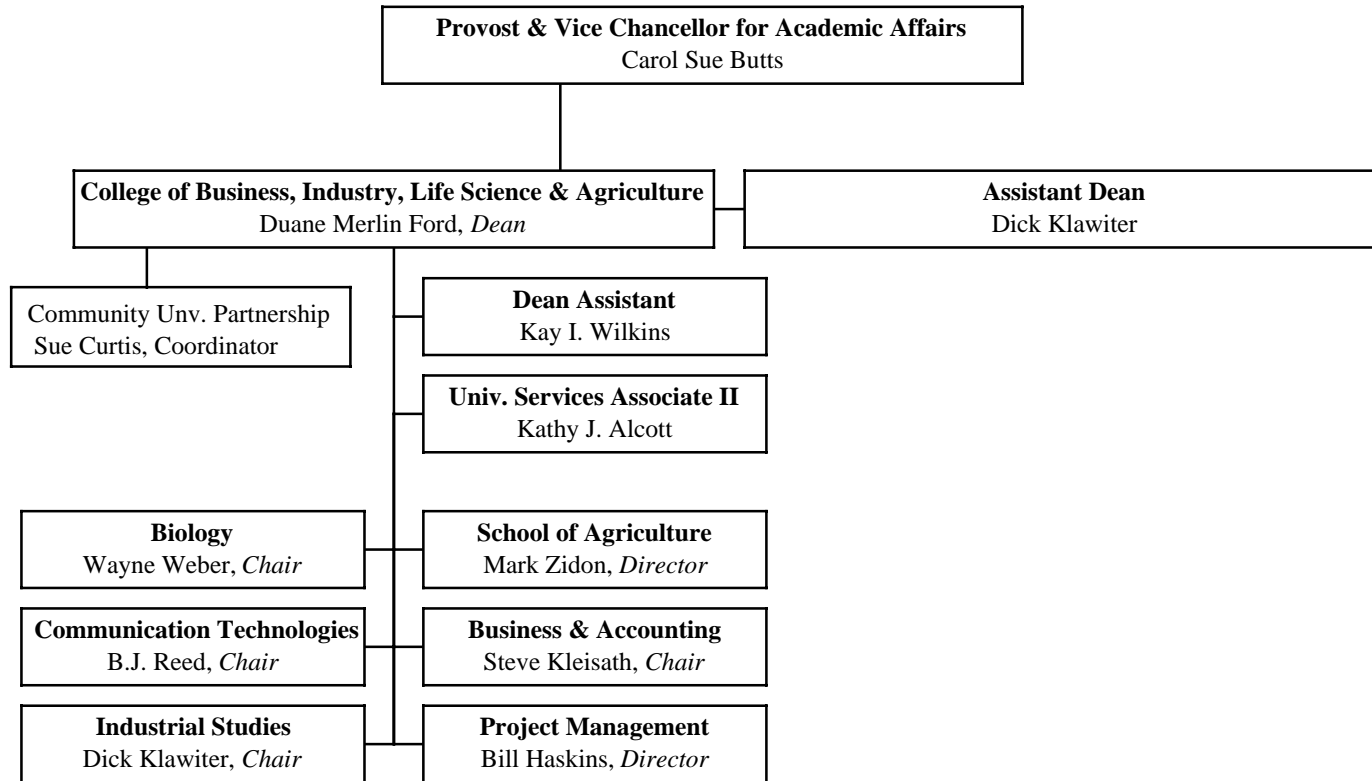 Provost & Vice Chancellor for Academic Affairs
Carol Sue Butts
College of Business, Industry, Life Science & Agriculture
Duane Merlin Ford, Dean
Assistant Dean
Dick Klawiter
Community Unv. Partnership
Sue Curtis, Coordinator
Dean Assistant
Kay I. Wilkins
Univ. Services Associate II
Kathy J. Alcott
Biology
Wayne Weber, Chair
School of Agriculture
Mark Zidon, Director
Communication Technologies
B.J. Reed, Chair
Business & Accounting
Steve Kleisath, Chair
Industrial Studies
Dick Klawiter, Chair
Project Management
Bill Haskins, Director